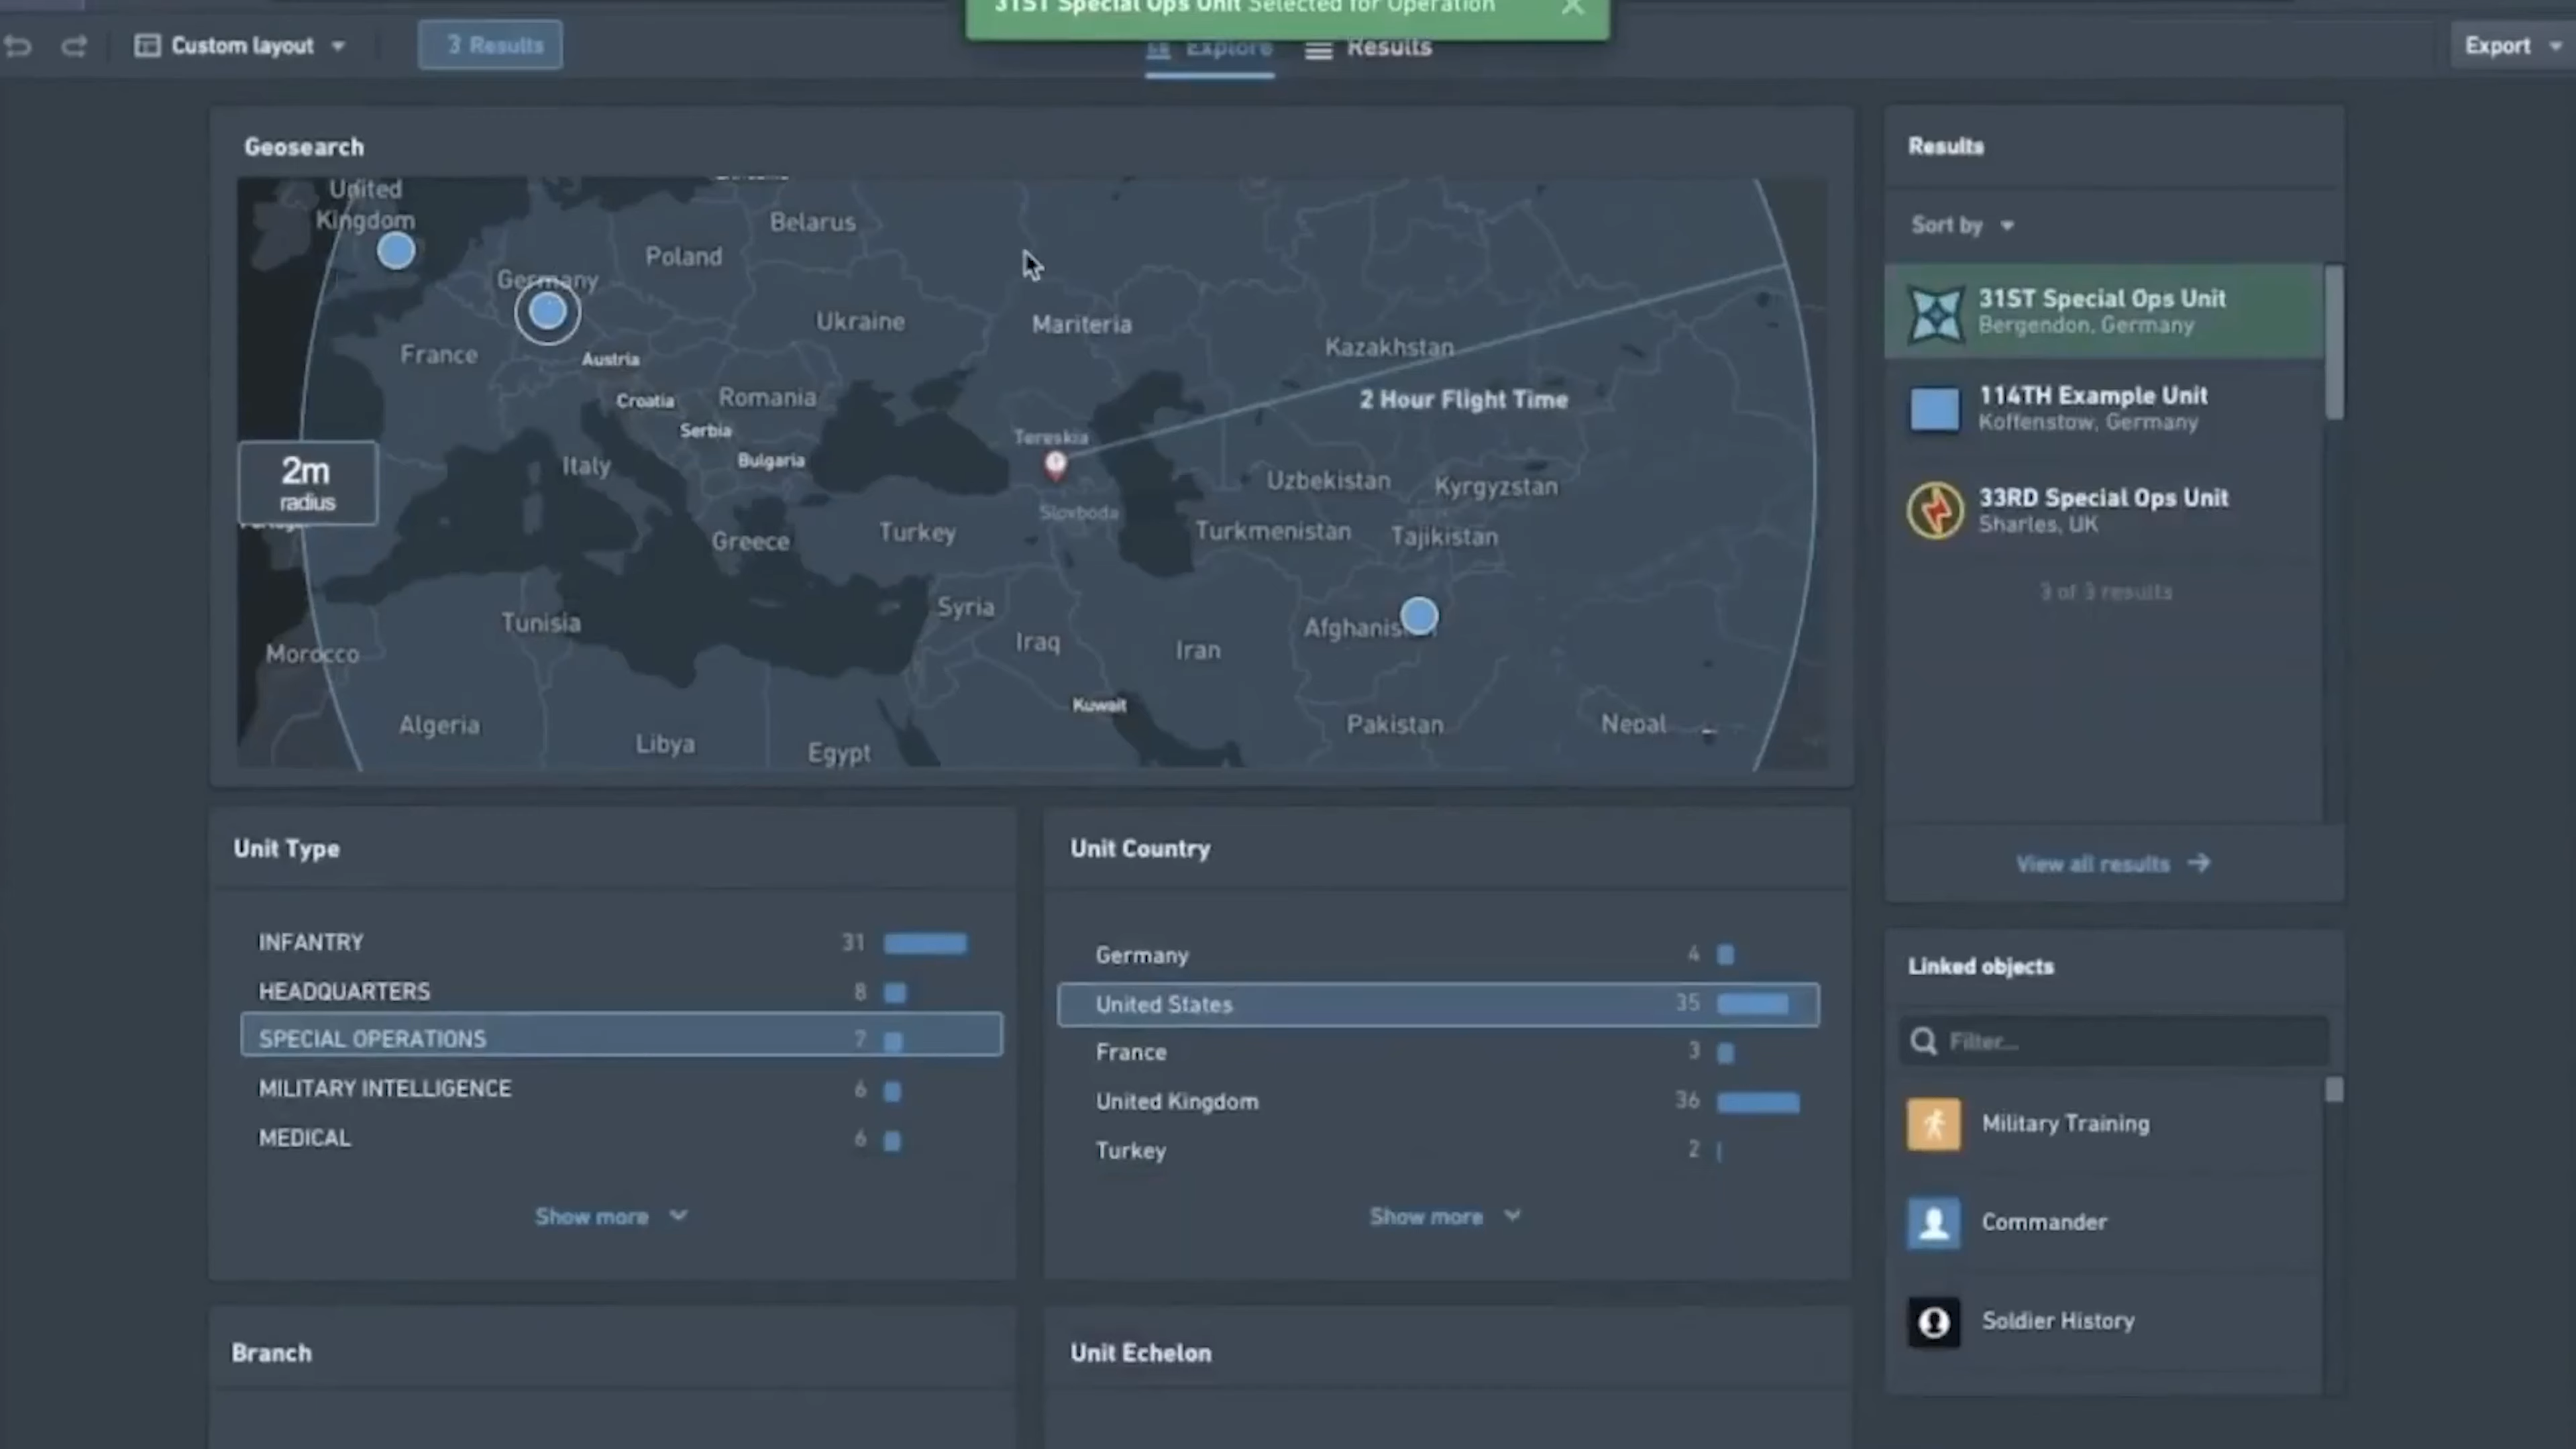 31ST Special Ops Unit Selected for Operation
Custom layout
3 Results
Explore
Results
Export
Geosearch
United
Kingdom
Belarus
Poland
Germany
Ukraine
Mariteria
France
Austria
Kazakhstan
Croatia
Romania
2 Hour Flight Time
Serbia
Tereskia
Italy
Bulgaria
2m
radius
Uzbekistan
Kyrgyzstan
Slovboda
Greece
Turkey
Turkmenistan
Tajikistan
Tunisia
Syria
Iraq
Iran
Afghanis
Morocco
Kuwait
Algeria
Libya
Egypt
Pakistan
Nepal
Results
Sort by
31ST Special Ops Unit
Bergendon, Germany
114TH Example Unit
Koffenstow, Germany
33RD Special Ops Unit
Sharles, UK
3 of 3 results
View all results
Unit Type
INFANTRY 31
HEADQUARTERS 8
SPECIAL OPERATIONS 7
MILITARY INTELLIGENCE 6
MEDICAL 6
Show more
Unit Country
Germany 4
United States 35
France 3
United Kingdom 36
Turkey 2
Show more
Linked objects
Filter...
Military Training
Commander
Soldier History
Branch
Unit Echelon